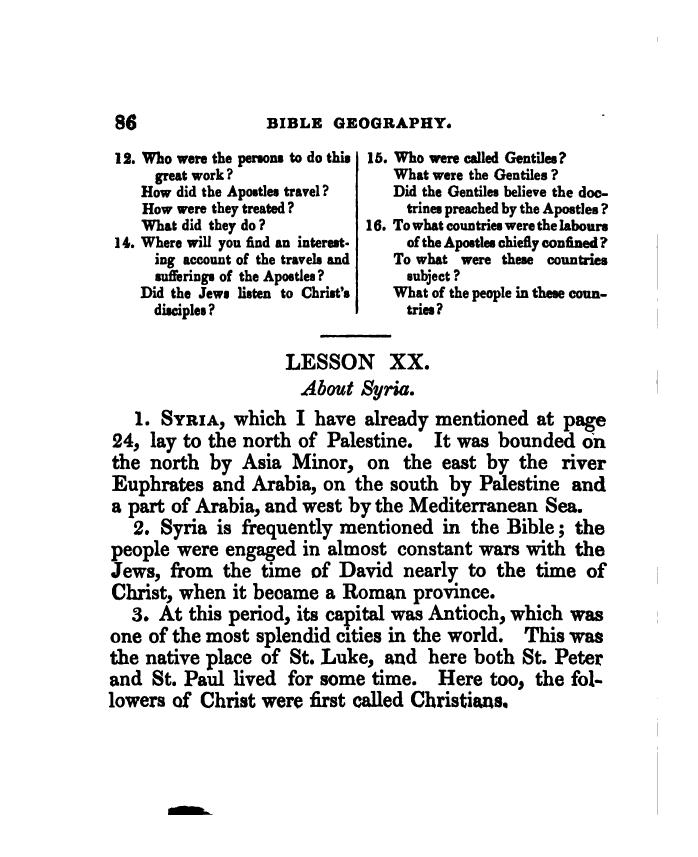 86 BIBLE GEOGRAPHY.
12. Who were the persons to do this
great work?
How did the Apostles travel?
How were they treated?
What did they do?
14. Where will you find an interest-
ing account of the travels and
sufferings of the Apostles?
Did the Jews listen to Christ's
disciples?
15. Who were called Gentiles?
What were the Gentiles?
Did the Gentiles believe the doc-
trines preached by the Apostles?
16. To what countries were the labours
of the Apostles chiefly confined?
To what were these countries
subject?
What of the people in these coun-
tries?
LESSON XX.
About Syria.
1. SYRIA, which I have already mentioned at page
24, lay to the north of Palestine. It was bounded on
the north by Asia Minor, on the east by the river
Euphrates and Arabia, on the south by Palestine and
a part of Arabia, and west by the Mediterranean Sea.
2. Syria is frequently mentioned in the Bible; the
people were engaged in almost constant wars with the
Jews, from the time of David nearly to the time of
Christ, when it became a Roman province.
3. At this period, its capital was Antioch, which was
one of the most splendid cities in the world. This was
the native place of St. Luke, and here both St. Peter
and St. Paul lived for some time. Here too, the fol-
lowers of Christ were first called Christians.